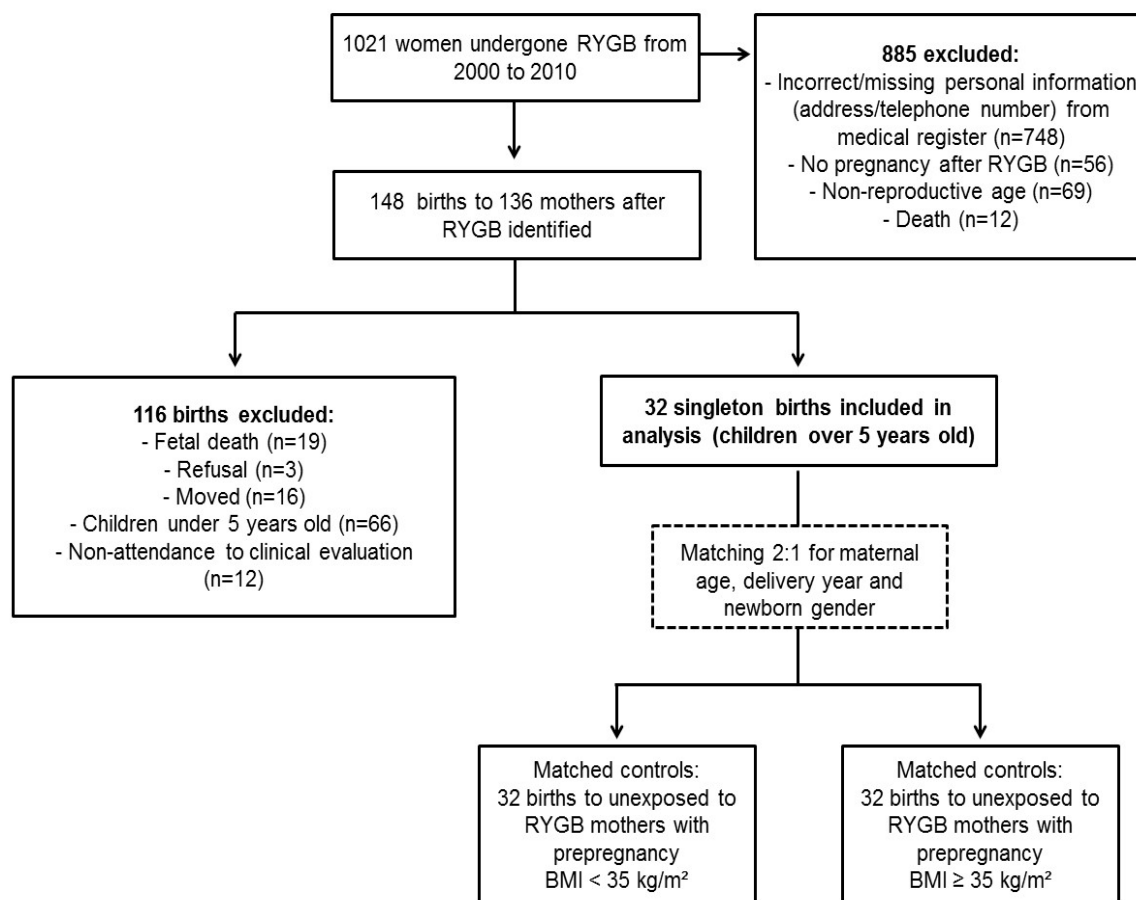 1021 women undergone RYGB from
2000 to 2010
885 excluded:
- Incorrect/missing personal information
(address/telephone number) from
medical register (n=748)
- No pregnancy after RYGB (n=56)
- Non-reproductive age (n=69)
- Death (n=12)
148 births to 136 mothers after
RYGB identified
116 births excluded:
- Fetal death (n=19)
- Refusal (n=3)
- Moved (n=16)
- Children under 5 years old (n=66)
- Non-attendance to clinical evaluation
(n=12)
32 singleton births included in
analysis (children over 5 years old)
Matching 2:1 for maternal
age, delivery year and
newborn gender
Matched controls:
32 births to unexposed to
RYGB mothers with
prepregnancy
BMI < 35 kg/m²
Matched controls:
32 births to unexposed to
RYGB mothers with
prepregnancy
BMI ≥ 35 kg/m²